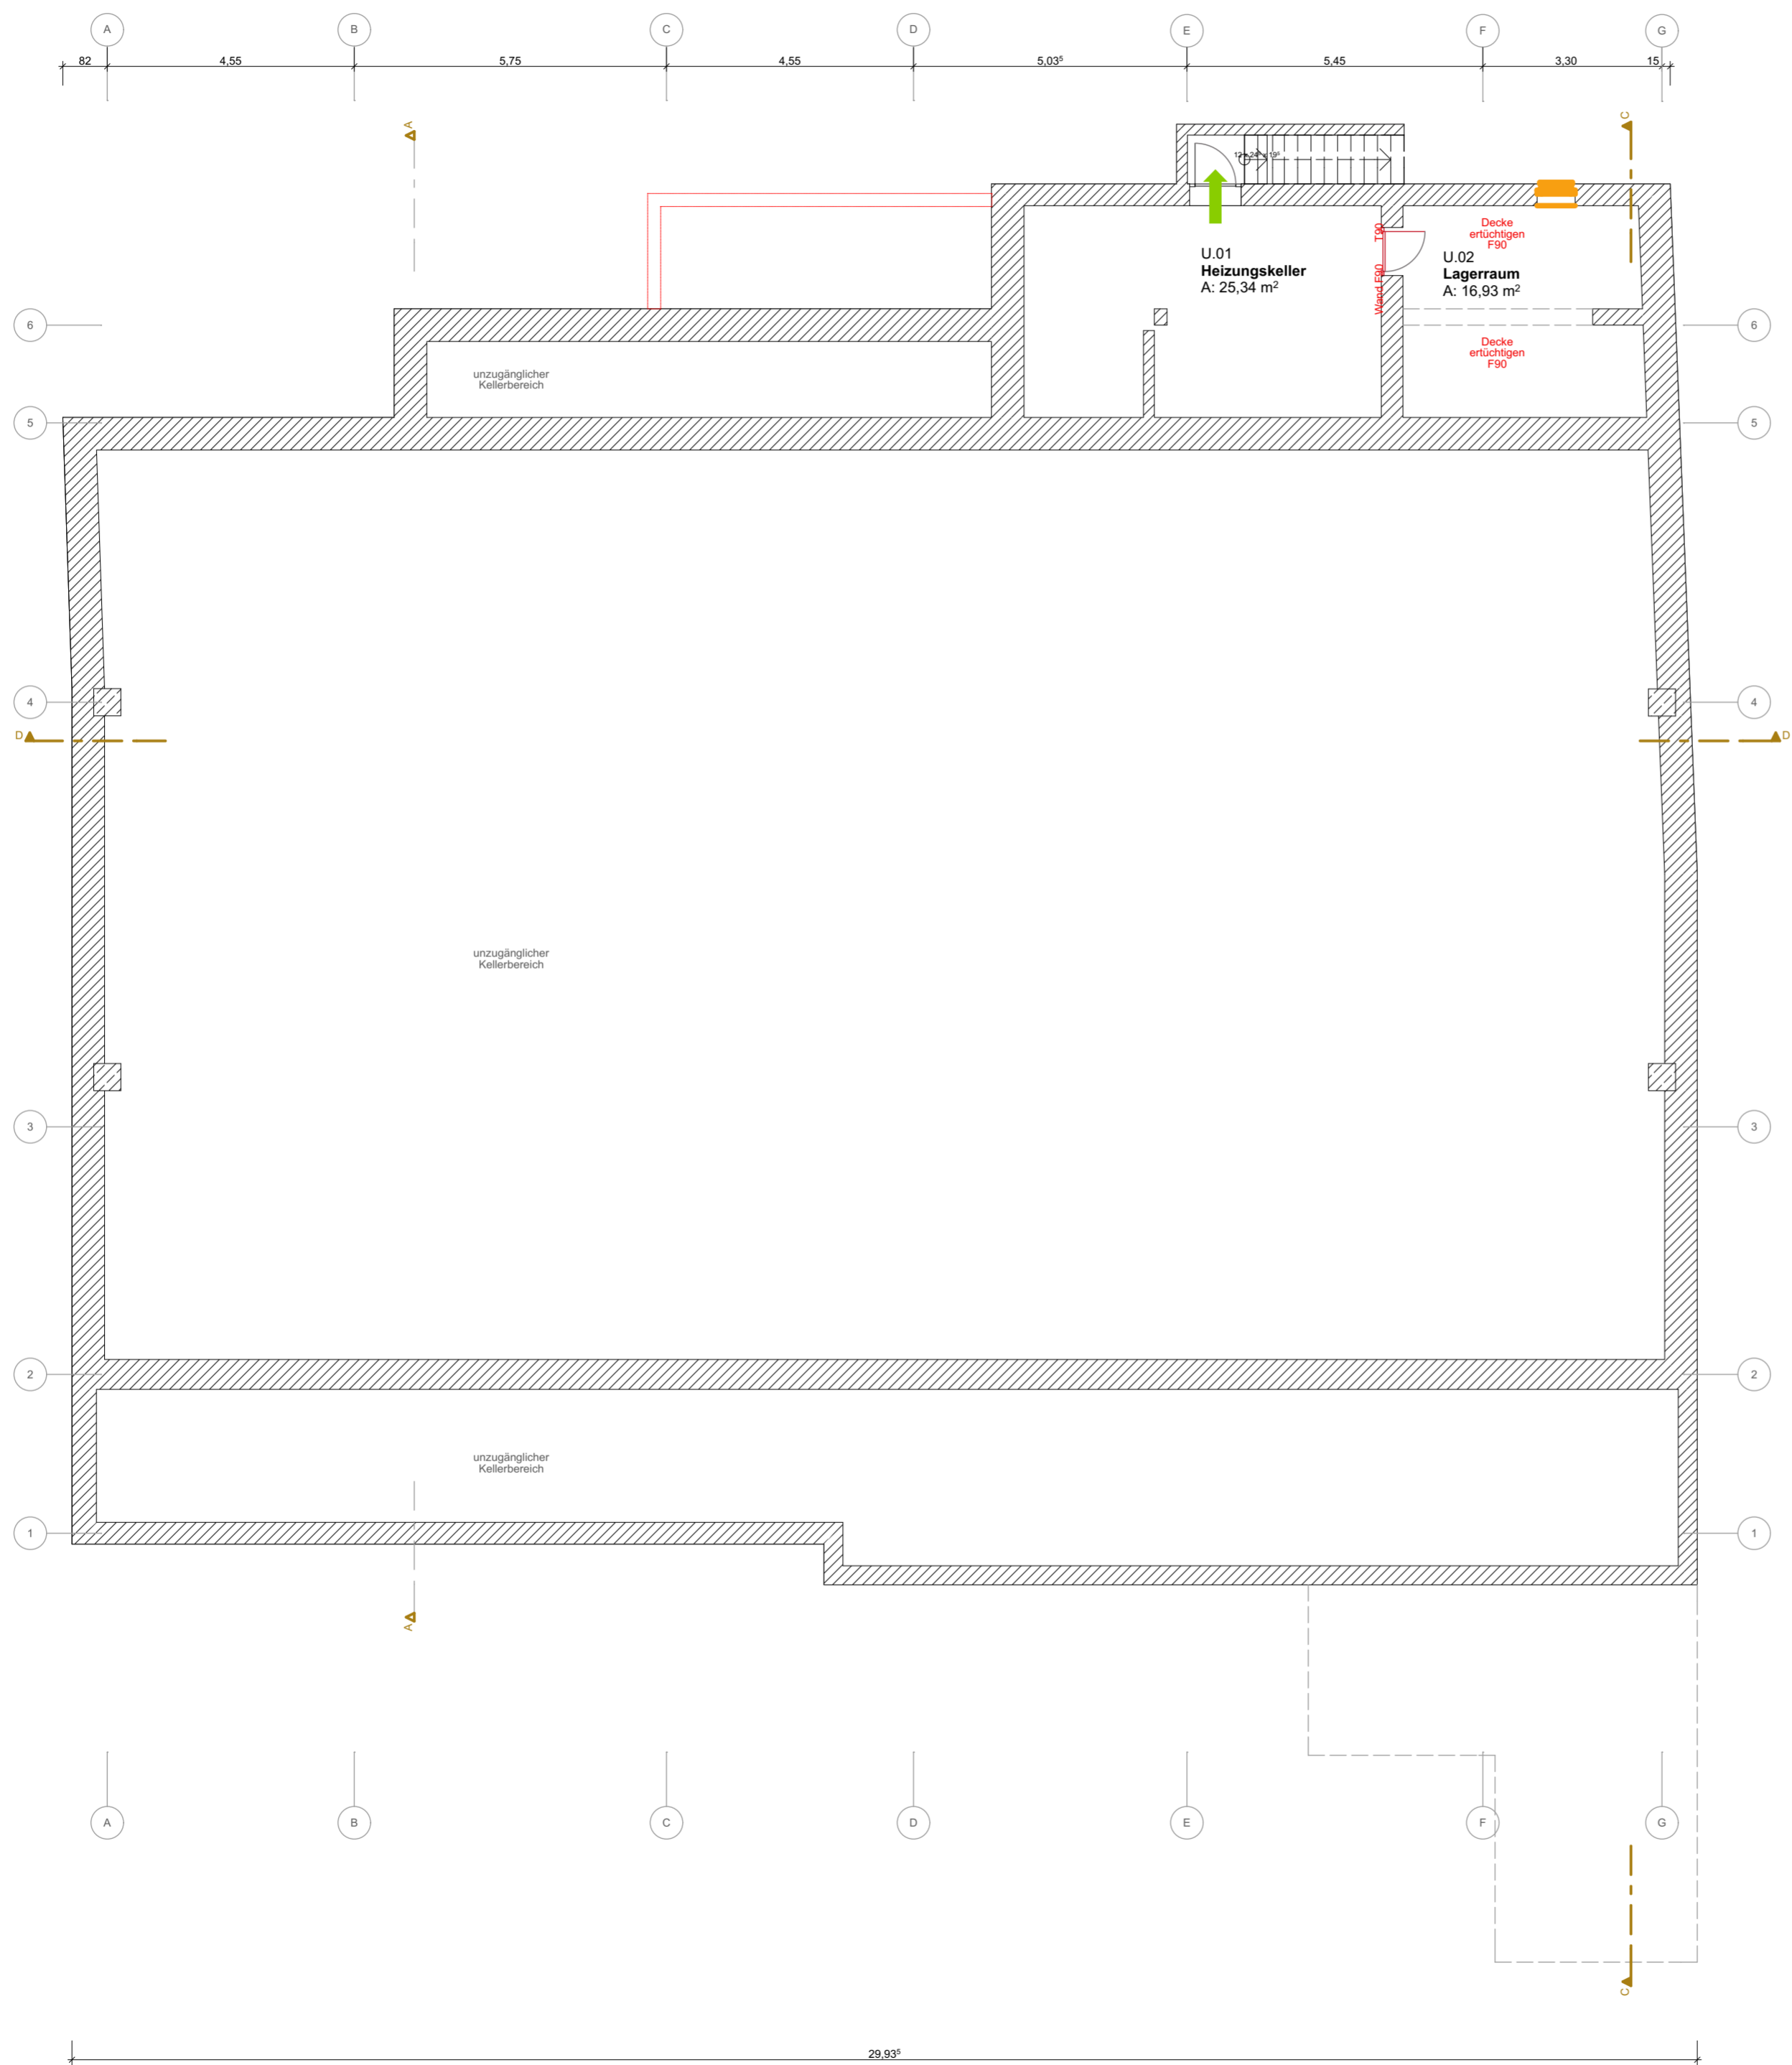 A B C D E F G
82 4,55 5,75 4,55 5,03⁵ 5,45 3,30 15
A
C
U.01
Heizungskeller
A: 25,34 m²
T90
Wand F90
Decke
ertüchtigen
F90
U.02
Lagerraum
A: 16,93 m²
6 6
Decke
ertüchtigen
F90
unzugänglicher
Kellerbereich
5 5
4 4
D D
unzugänglicher
Kellerbereich
3 3
2 2
unzugänglicher
Kellerbereich
1 1
A
A B C D E F G
C
29,93⁵